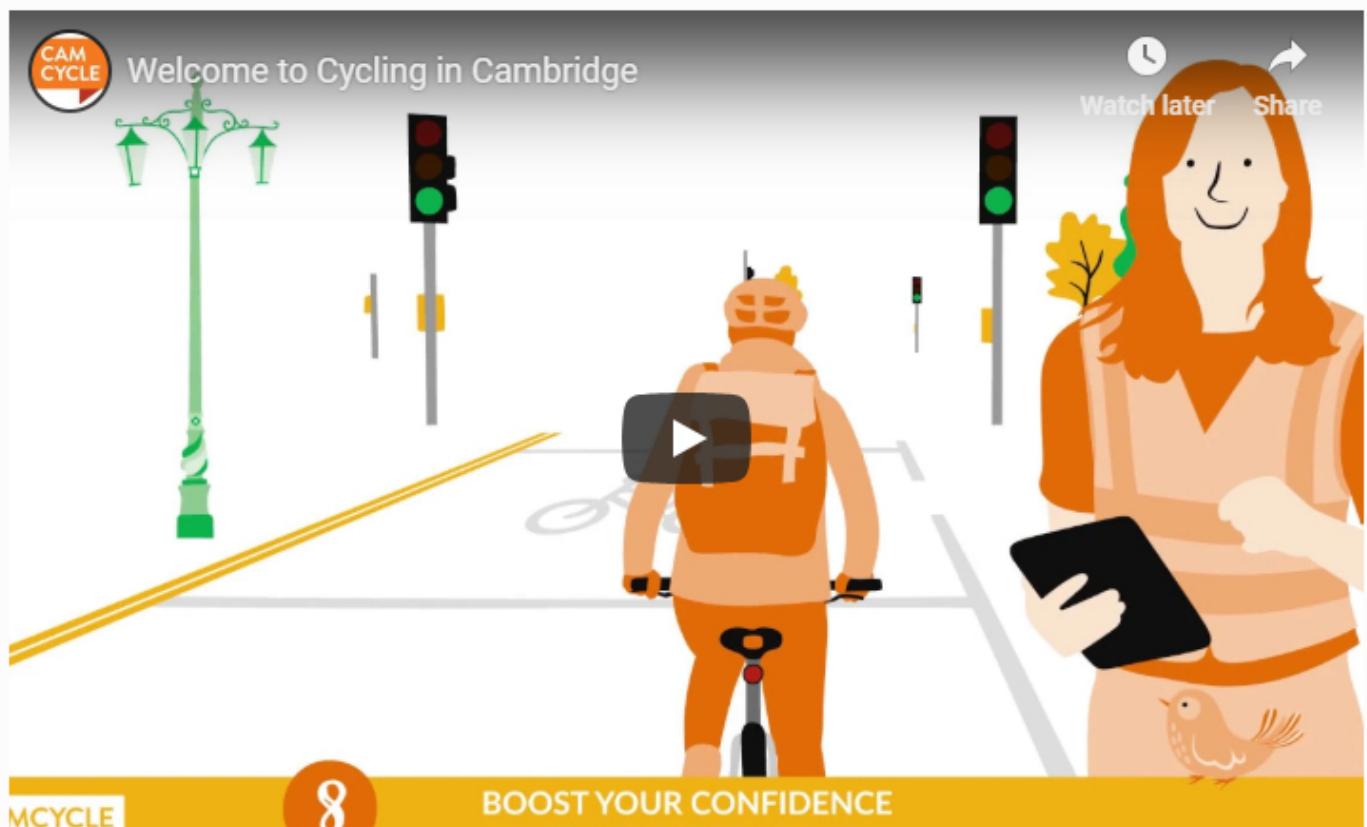 CAM
CYCLE
Welcome to Cycling in Cambridge
Watch later
Share
MCYCLE
8
BOOST YOUR CONFIDENCE